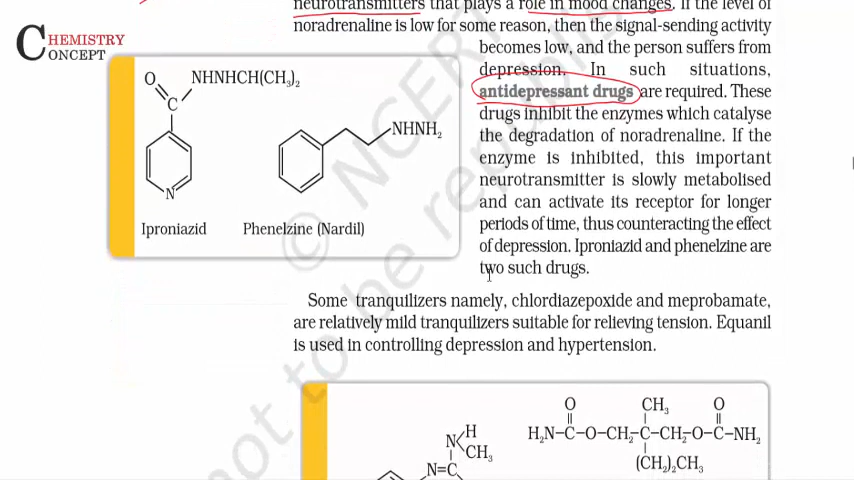 neurotransmitters that plays a role in mood changes. If the level of
noradrenaline is low for some reason, then the signal-sending activity
CHEMISTRY
CONCEPT
becomes low, and the person suffers from
depression. In such situations,
antidepressant drugs are required. These
drugs inhibit the enzymes which catalyse
the degradation of noradrenaline. If the
enzyme is inhibited, this important
neurotransmitter is slowly metabolised
and can activate its receptor for longer
periods of time, thus counteracting the effect
of depression. Iproniazid and phenelzine are
two such drugs.
O
NHNHCH(CH₃)₂
C
NHNH₂
N
Iproniazid Phenelzine (Nardil)
Some tranquilizers namely, chlordiazepoxide and meprobamate,
are relatively mild tranquilizers suitable for relieving tension. Equanil
is used in controlling depression and hypertension.
O CH₃ O
H₂N–C–O–CH₂–C–CH₂–O–C–NH₂
(CH₂)₂CH₃
H
N
CH₃
N=C
© NCERT
not to be republis